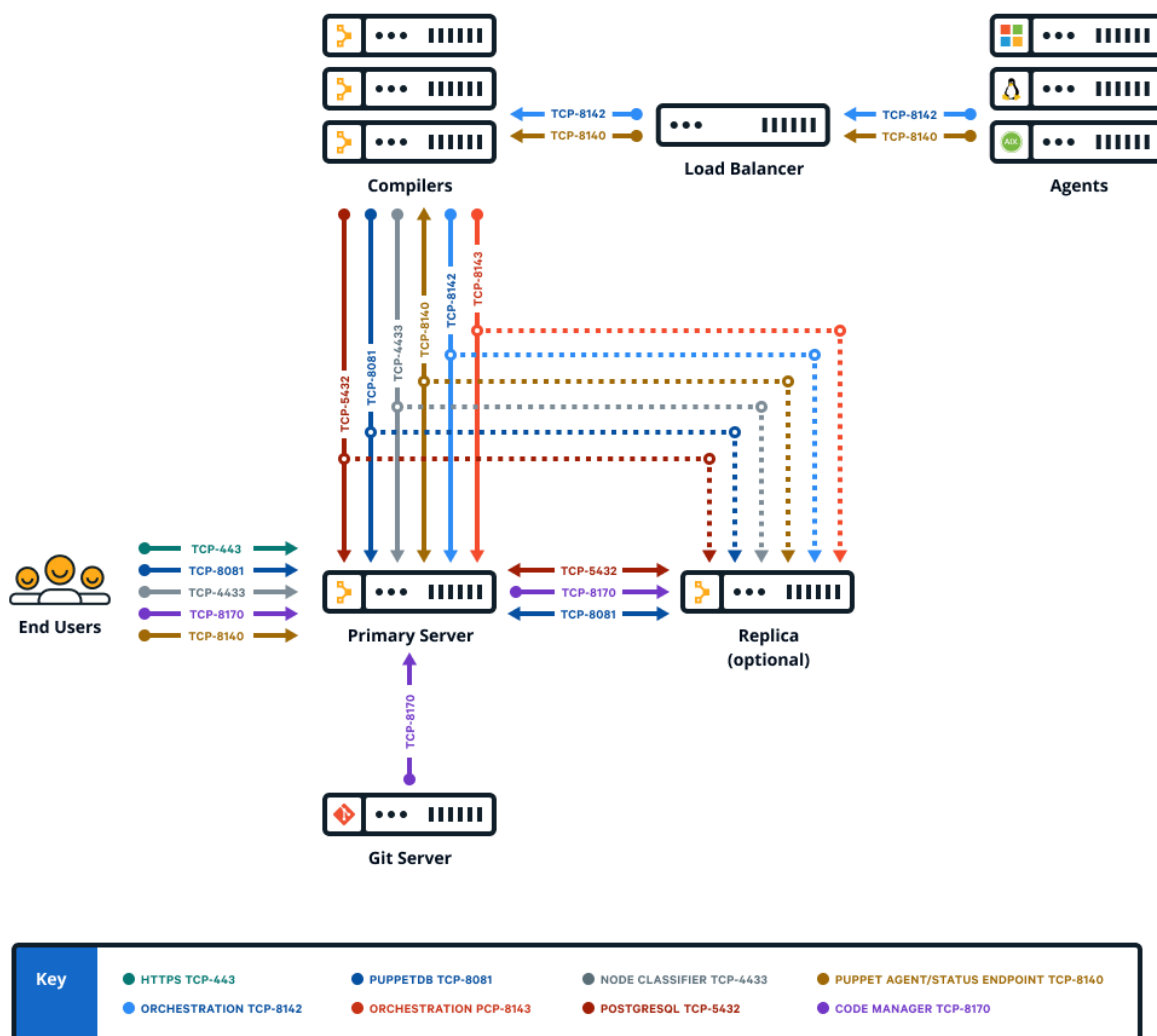 TCP-8142
TCP-8140
TCP-8142
TCP-8140
AIX
Load Balancer
Compilers
Agents
TCP-5432
TCP-8081
TCP-4433
TCP-8140
TCP-8142
TCP-8143
TCP-443
TCP-8081
TCP-4433
TCP-8170
TCP-8140
End Users
TCP-5432
TCP-8170
TCP-8081
Primary Server
Replica
(optional)
TCP-8170
Git Server
Key
HTTPS TCP-443
PUPPETDB TCP-8081
NODE CLASSIFIER TCP-4433
PUPPET AGENT/STATUS ENDPOINT TCP-8140
ORCHESTRATION TCP-8142
ORCHESTRATION PCP-8143
POSTGRESQL TCP-5432
CODE MANAGER TCP-8170